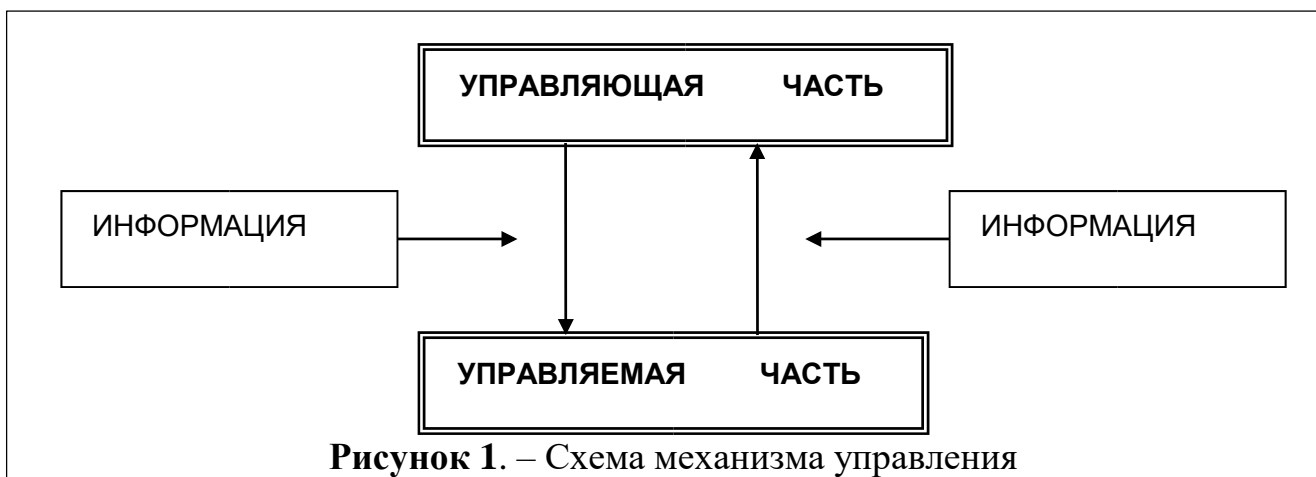 УПРАВЛЯЮЩАЯ ЧАСТЬ
ИНФОРМАЦИЯ
ИНФОРМАЦИЯ
УПРАВЛЯЕМАЯ ЧАСТЬ
Рисунок 1. – Схема механизма управления